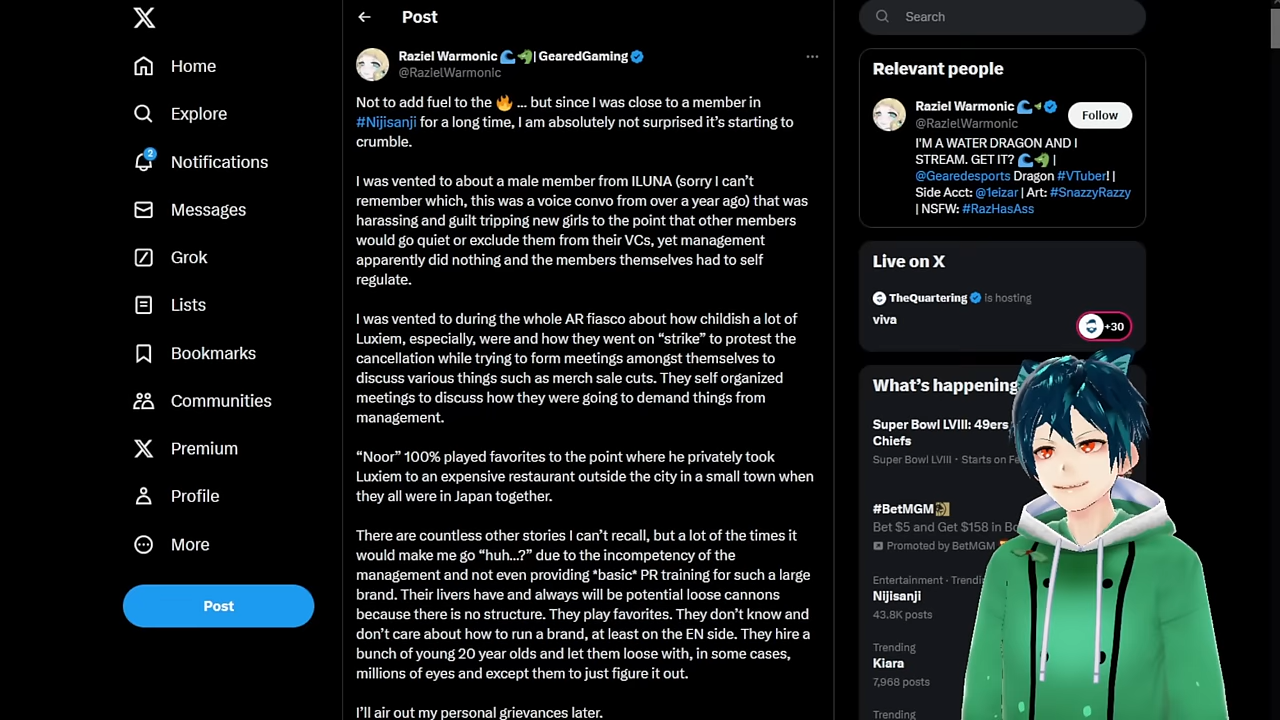 Post
Search
Home
Explore
2
Notifications
Messages
Grok
Lists
Bookmarks
Communities
Premium
Profile
More
Post
Raziel Warmonic 🌊🐲| GearedGaming
@RazielWarmonic
Not to add fuel to the 🔥 ... but since I was close to a member in
#Nijisanji for a long time, I am absolutely not surprised it's starting to
crumble.
I was vented to about a male member from ILUNA (sorry I can't
remember which, this was a voice convo from over a year ago) that was
harassing and guilt tripping new girls to the point that other members
would go quiet or exclude them from their VCs, yet management
apparently did nothing and the members themselves had to self
regulate.
I was vented to during the whole AR fiasco about how childish a lot of
Luxiem, especially, were and how they went on "strike" to protest the
cancellation while trying to form meetings amongst themselves to
discuss various things such as merch sale cuts. They self organized
meetings to discuss how they were going to demand things from
management.
"Noor" 100% played favorites to the point where he privately took
Luxiem to an expensive restaurant outside the city in a small town when
they all were in Japan together.
There are countless other stories I can't recall, but a lot of the times it
would make me go "huh...?" due to the incompetency of the
management and not even providing *basic* PR training for such a large
brand. Their livers have and always will be potential loose cannons
because there is no structure. They play favorites. They don't know and
don't care about how to run a brand, at least on the EN side. They hire a
bunch of young 20 year olds and let them loose with, in some cases,
millions of eyes and except them to just figure it out.
I'll air out my personal grievances later.
Relevant people
Raziel Warmonic 🌊
@RazielWarmonic
Follow
I'M A WATER DRAGON AND I
STREAM. GET IT? 🌊🐲 |
@Gearedesports Dragon #VTuber! |
Side Acct: @1eizar | Art: #SnazzyRazzy
| NSFW: #RazHasAss
Live on X
TheQuartering is hosting
viva
+30
What's happening
Super Bowl LVIII: 49ers
Chiefs
Super Bowl LVIII · Starts on
#BetMGM
Bet $5 and Get $158 in
Promoted by BetMGM
Entertainment ·
Nijisanji
43.8K posts
Trending
Kiara
7,968 posts
Trending